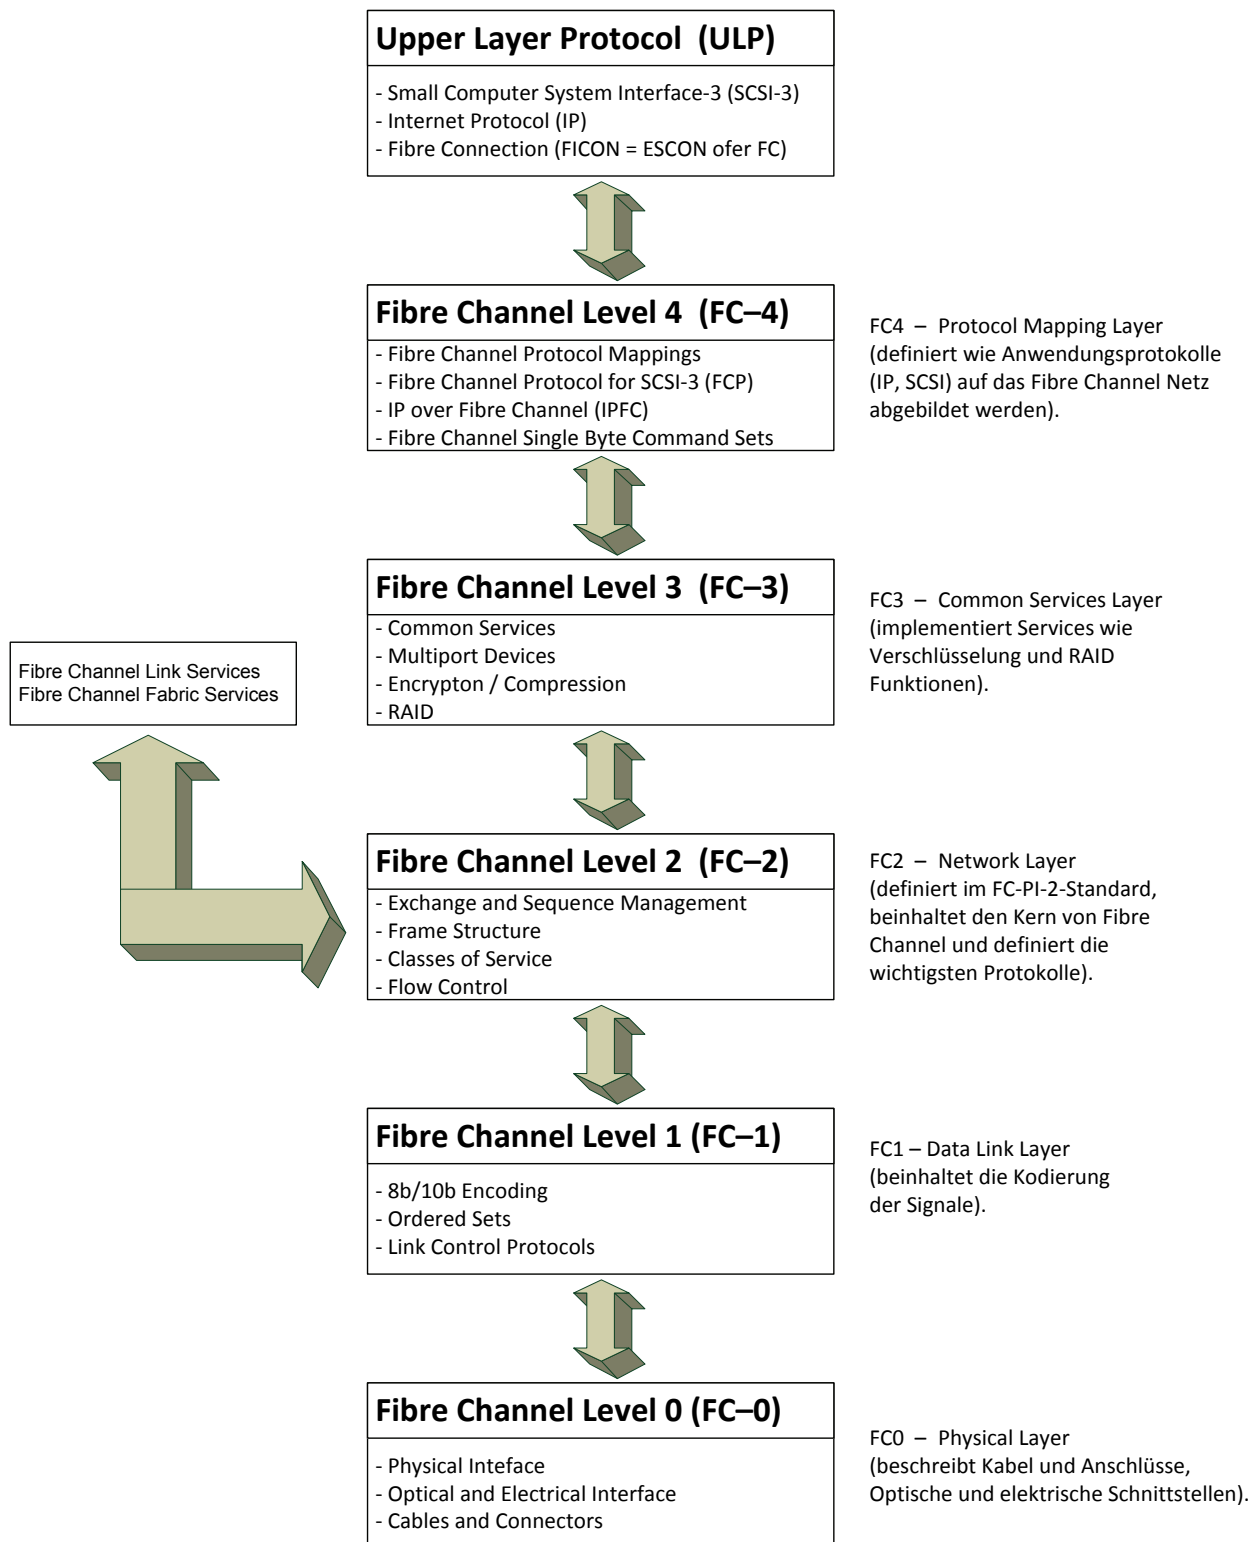 Upper Layer Protocol (ULP)
- Small Computer System Interface-3 (SCSI-3)
- Internet Protocol (IP)
- Fibre Connection (FICON = ESCON ofer FC)
Fibre Channel Level 4 (FC–4)
- Fibre Channel Protocol Mappings
- Fibre Channel Protocol for SCSI-3 (FCP)
- IP over Fibre Channel (IPFC)
- Fibre Channel Single Byte Command Sets
FC4 – Protocol Mapping Layer
(definiert wie Anwendungsprotokolle
(IP, SCSI) auf das Fibre Channel Netz
abgebildet werden).
Fibre Channel Level 3 (FC–3)
- Common Services
- Multiport Devices
- Encrypton / Compression
- RAID
FC3 – Common Services Layer
(implementiert Services wie
Verschlüsselung und RAID
Funktionen).
Fibre Channel Link Services
Fibre Channel Fabric Services
Fibre Channel Level 2 (FC–2)
- Exchange and Sequence Management
- Frame Structure
- Classes of Service
- Flow Control
FC2 – Network Layer
(definiert im FC-PI-2-Standard,
beinhaltet den Kern von Fibre
Channel und definiert die
wichtigsten Protokolle).
Fibre Channel Level 1 (FC–1)
- 8b/10b Encoding
- Ordered Sets
- Link Control Protocols
FC1 – Data Link Layer
(beinhaltet die Kodierung
der Signale).
Fibre Channel Level 0 (FC–0)
- Physical Inteface
- Optical and Electrical Interface
- Cables and Connectors
FC0 – Physical Layer
(beschreibt Kabel und Anschlüsse,
Optische und elektrische Schnittstellen).